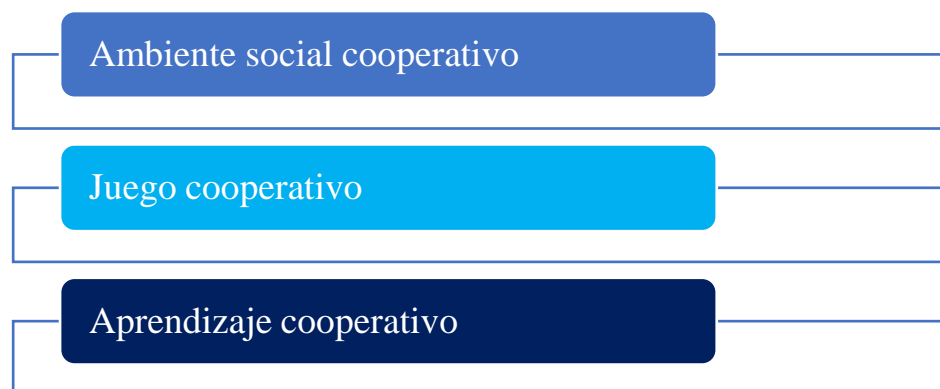 Ambiente social cooperativo
Juego cooperativo
Aprendizaje cooperativo